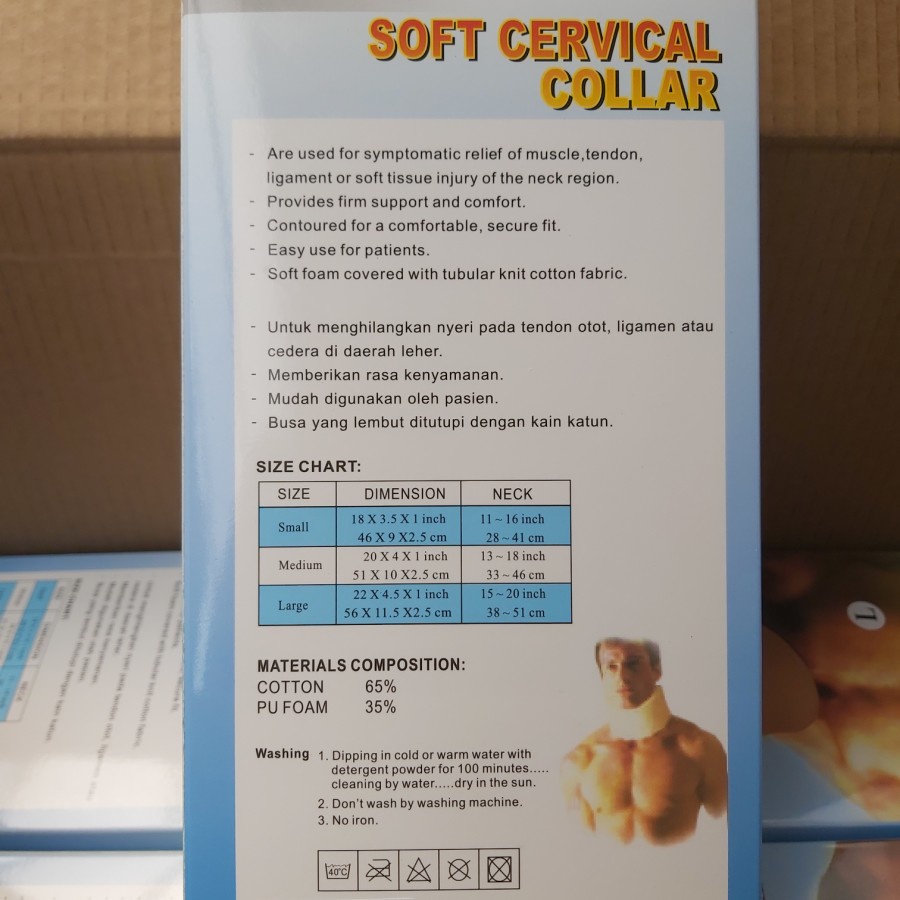 SOFT CERVICAL
COLLAR
- Are used for symptomatic relief of muscle,tendon,
ligament or soft tissue injury of the neck region.
- Provides firm support and comfort.
- Contoured for a comfortable, secure fit.
- Easy use for patients.
- Soft foam covered with tubular knit cotton fabric.
- Untuk menghilangkan nyeri pada tendon otot, ligamen atau
cedera di daerah leher.
- Memberikan rasa kenyamanan.
- Mudah digunakan oleh pasien.
- Busa yang lembut ditutupi dengan kain katun.
SIZE CHART:
SIZE DIMENSION NECK
Small 18 X 3.5 X 1 inch 11 ~ 16 inch
46 X 9 X2.5 cm 28 ~ 41 cm
Medium 20 X 4 X 1 inch 13 ~ 18 inch
51 X 10 X2.5 cm 33 ~ 46 cm
Large 22 X 4.5 X 1 inch 15 ~ 20 inch
56 X 11.5 X2.5 cm 38 ~ 51 cm
MATERIALS COMPOSITION:
COTTON 65%
PU FOAM 35%
Washing 1. Dipping in cold or warm water with
detergent powder for 100 minutes.....
cleaning by water.....dry in the sun.
2. Don't wash by washing machine.
3. No iron.
40°C
L